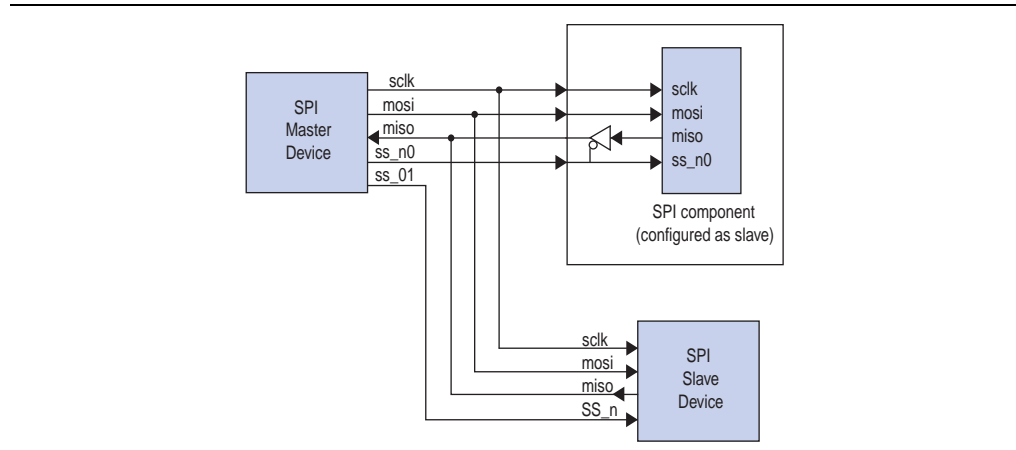 SPI
Master
Device
sclk
mosi
miso
ss_n0
ss_01
sclk
mosi
miso
ss_n0
SPI component
(configured as slave)
sclk
mosi
miso
SS_n
SPI
Slave
Device